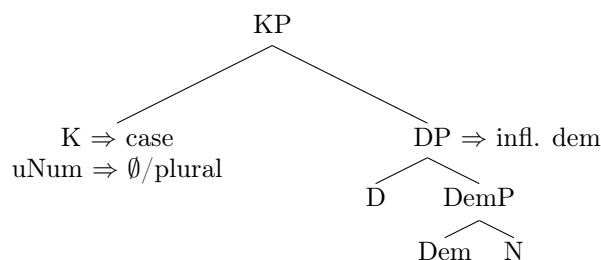 KP
K ⇒ case
DP ⇒ infl. dem
uNum ⇒ ∅/plural
D
DemP
Dem
N